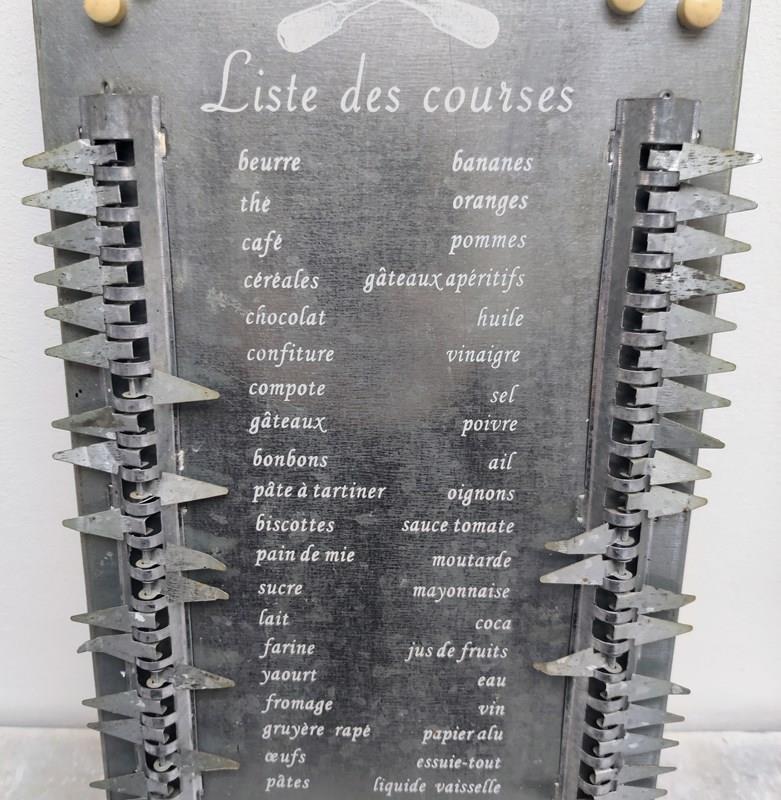 Liste des courses
beurre
thé
café
céréales
chocolat
confiture
compote
gâteaux
bonbons
pâte à tartiner
biscottes
pain de mie
sucre
lait
farine
yaourt
fromage
gruyère rapé
œufs
pâtes
bananes
oranges
pommes
gâteaux apéritifs
huile
vinaigre
sel
poivre
ail
oignons
sauce tomate
moutarde
mayonnaise
coca
jus de fruits
eau
vin
papier alu
essuie-tout
liquide vaisselle